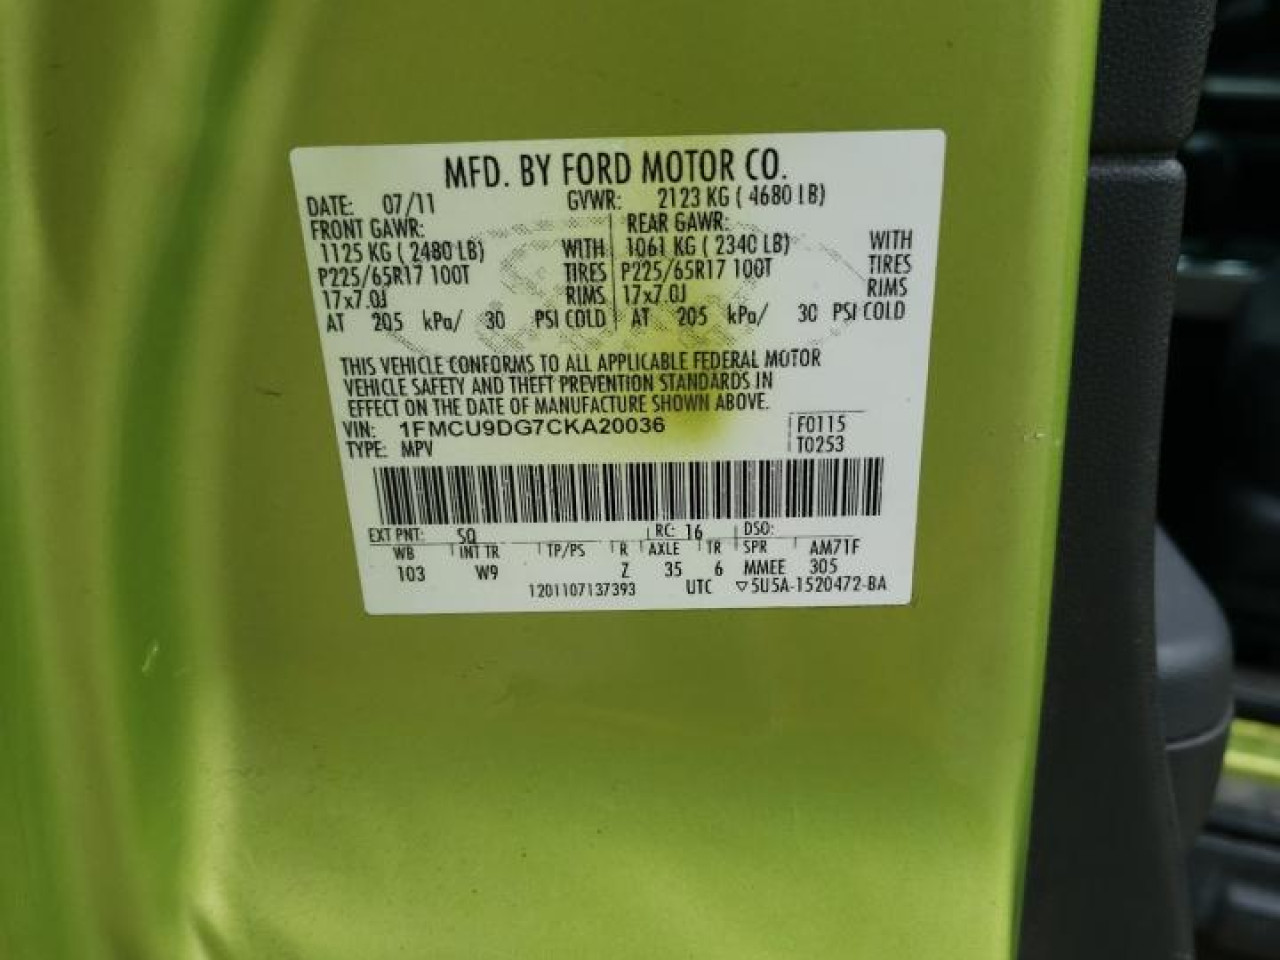 MFD. BY FORD MOTOR CO.
DATE: 07/11 GVWR: 2123 KG ( 4680 LB)
FRONT GAWR: REAR GAWR:
1125 KG ( 2480 LB) WITH 1061 KG ( 2340 LB) WITH
P225/65R17 100T TIRES P225/65R17 100T TIRES
17x7.0J RIMS 17x7.0J RIMS
AT 205 kPa/ 30 PSI COLD AT 205 kPa/ 30 PSI COLD
THIS VEHICLE CONFORMS TO ALL APPLICABLE FEDERAL MOTOR
VEHICLE SAFETY AND THEFT PREVENTION STANDARDS IN
EFFECT ON THE DATE OF MANUFACTURE SHOWN ABOVE.
VIN: 1FMCU9DG7CKA20036 F0115
TYPE: MPV T0253
EXT PNT: SQ RC: 16 DSO:
WB INT TR TP/PS R AXLE TR SPR AM71F
103 W9 Z 35 6 MMEE 305
1201107137393 UTC ▽5U5A-1520472-BA